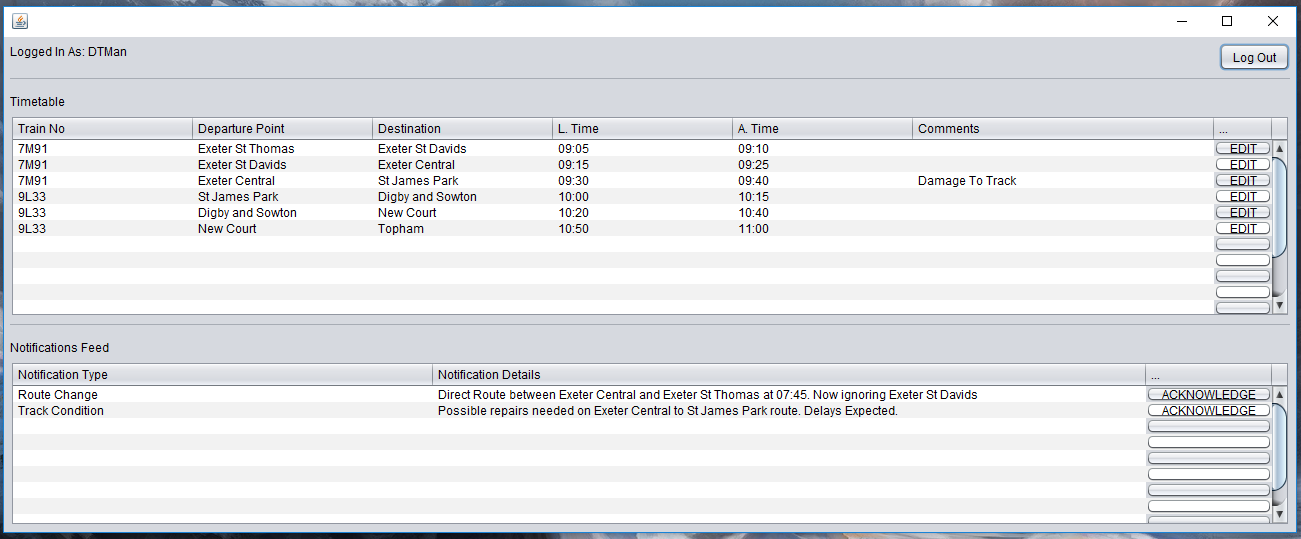 Logged In As: DTMan
Log Out
Timetable
Train No Departure Point Destination L. Time A. Time Comments ...
7M91 Exeter St Thomas Exeter St Davids 09:05 09:10 EDIT
7M91 Exeter St Davids Exeter Central 09:15 09:25 EDIT
7M91 Exeter Central St James Park 09:30 09:40 Damage To Track EDIT
9L33 St James Park Digby and Sowton 10:00 10:15 EDIT
9L33 Digby and Sowton New Court 10:20 10:40 EDIT
9L33 New Court Topham 10:50 11:00 EDIT
Notifications Feed
Notification Type Notification Details ...
Route Change Direct Route between Exeter Central and Exeter St Thomas at 07:45. Now ignoring Exeter St Davids ACKNOWLEDGE
Track Condition Possible repairs needed on Exeter Central to St James Park route. Delays Expected. ACKNOWLEDGE